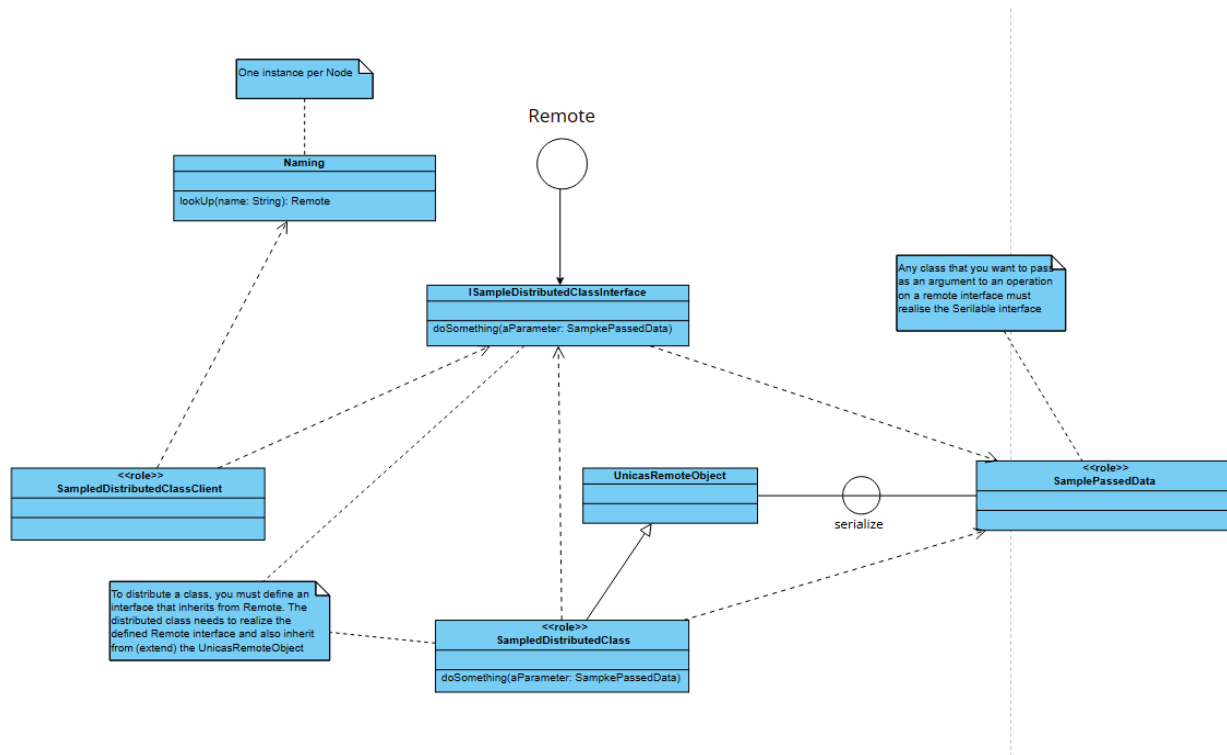 One instance per Node
Remote
Naming
lookUp(name: String): Remote
Any class that you want to pass
as an argument to an operation
on a remote interface must
realise the Serilable interface
ISampleDistributedClassInterface
doSomething(aParameter: SampkePassedData)
<<role>>
SampledDistributedClassClient
UnicasRemoteObject
serialize
<<role>>
SamplePassedData
To distribute a class, you must define an
interface that inherits from Remote. The
distributed class needs to realize the
defined Remote interface and also inherit
from (extend) the UnicasRemoteObject
<<role>>
SampledDistributedClass
doSomething(aParameter: SampkePassedData)